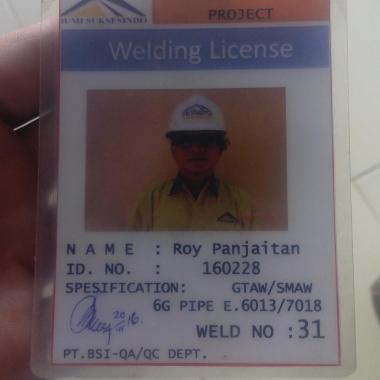 BUMI SUKSESINDO
PROJECT
Welding License
NAME : Roy Panjaitan
ID. NO. : 160228
SPESIFICATION: GTAW/SMAW
6G PIPE E.6013/7018
WELD NO :31
PT.BSI-QA/QC DEPT.